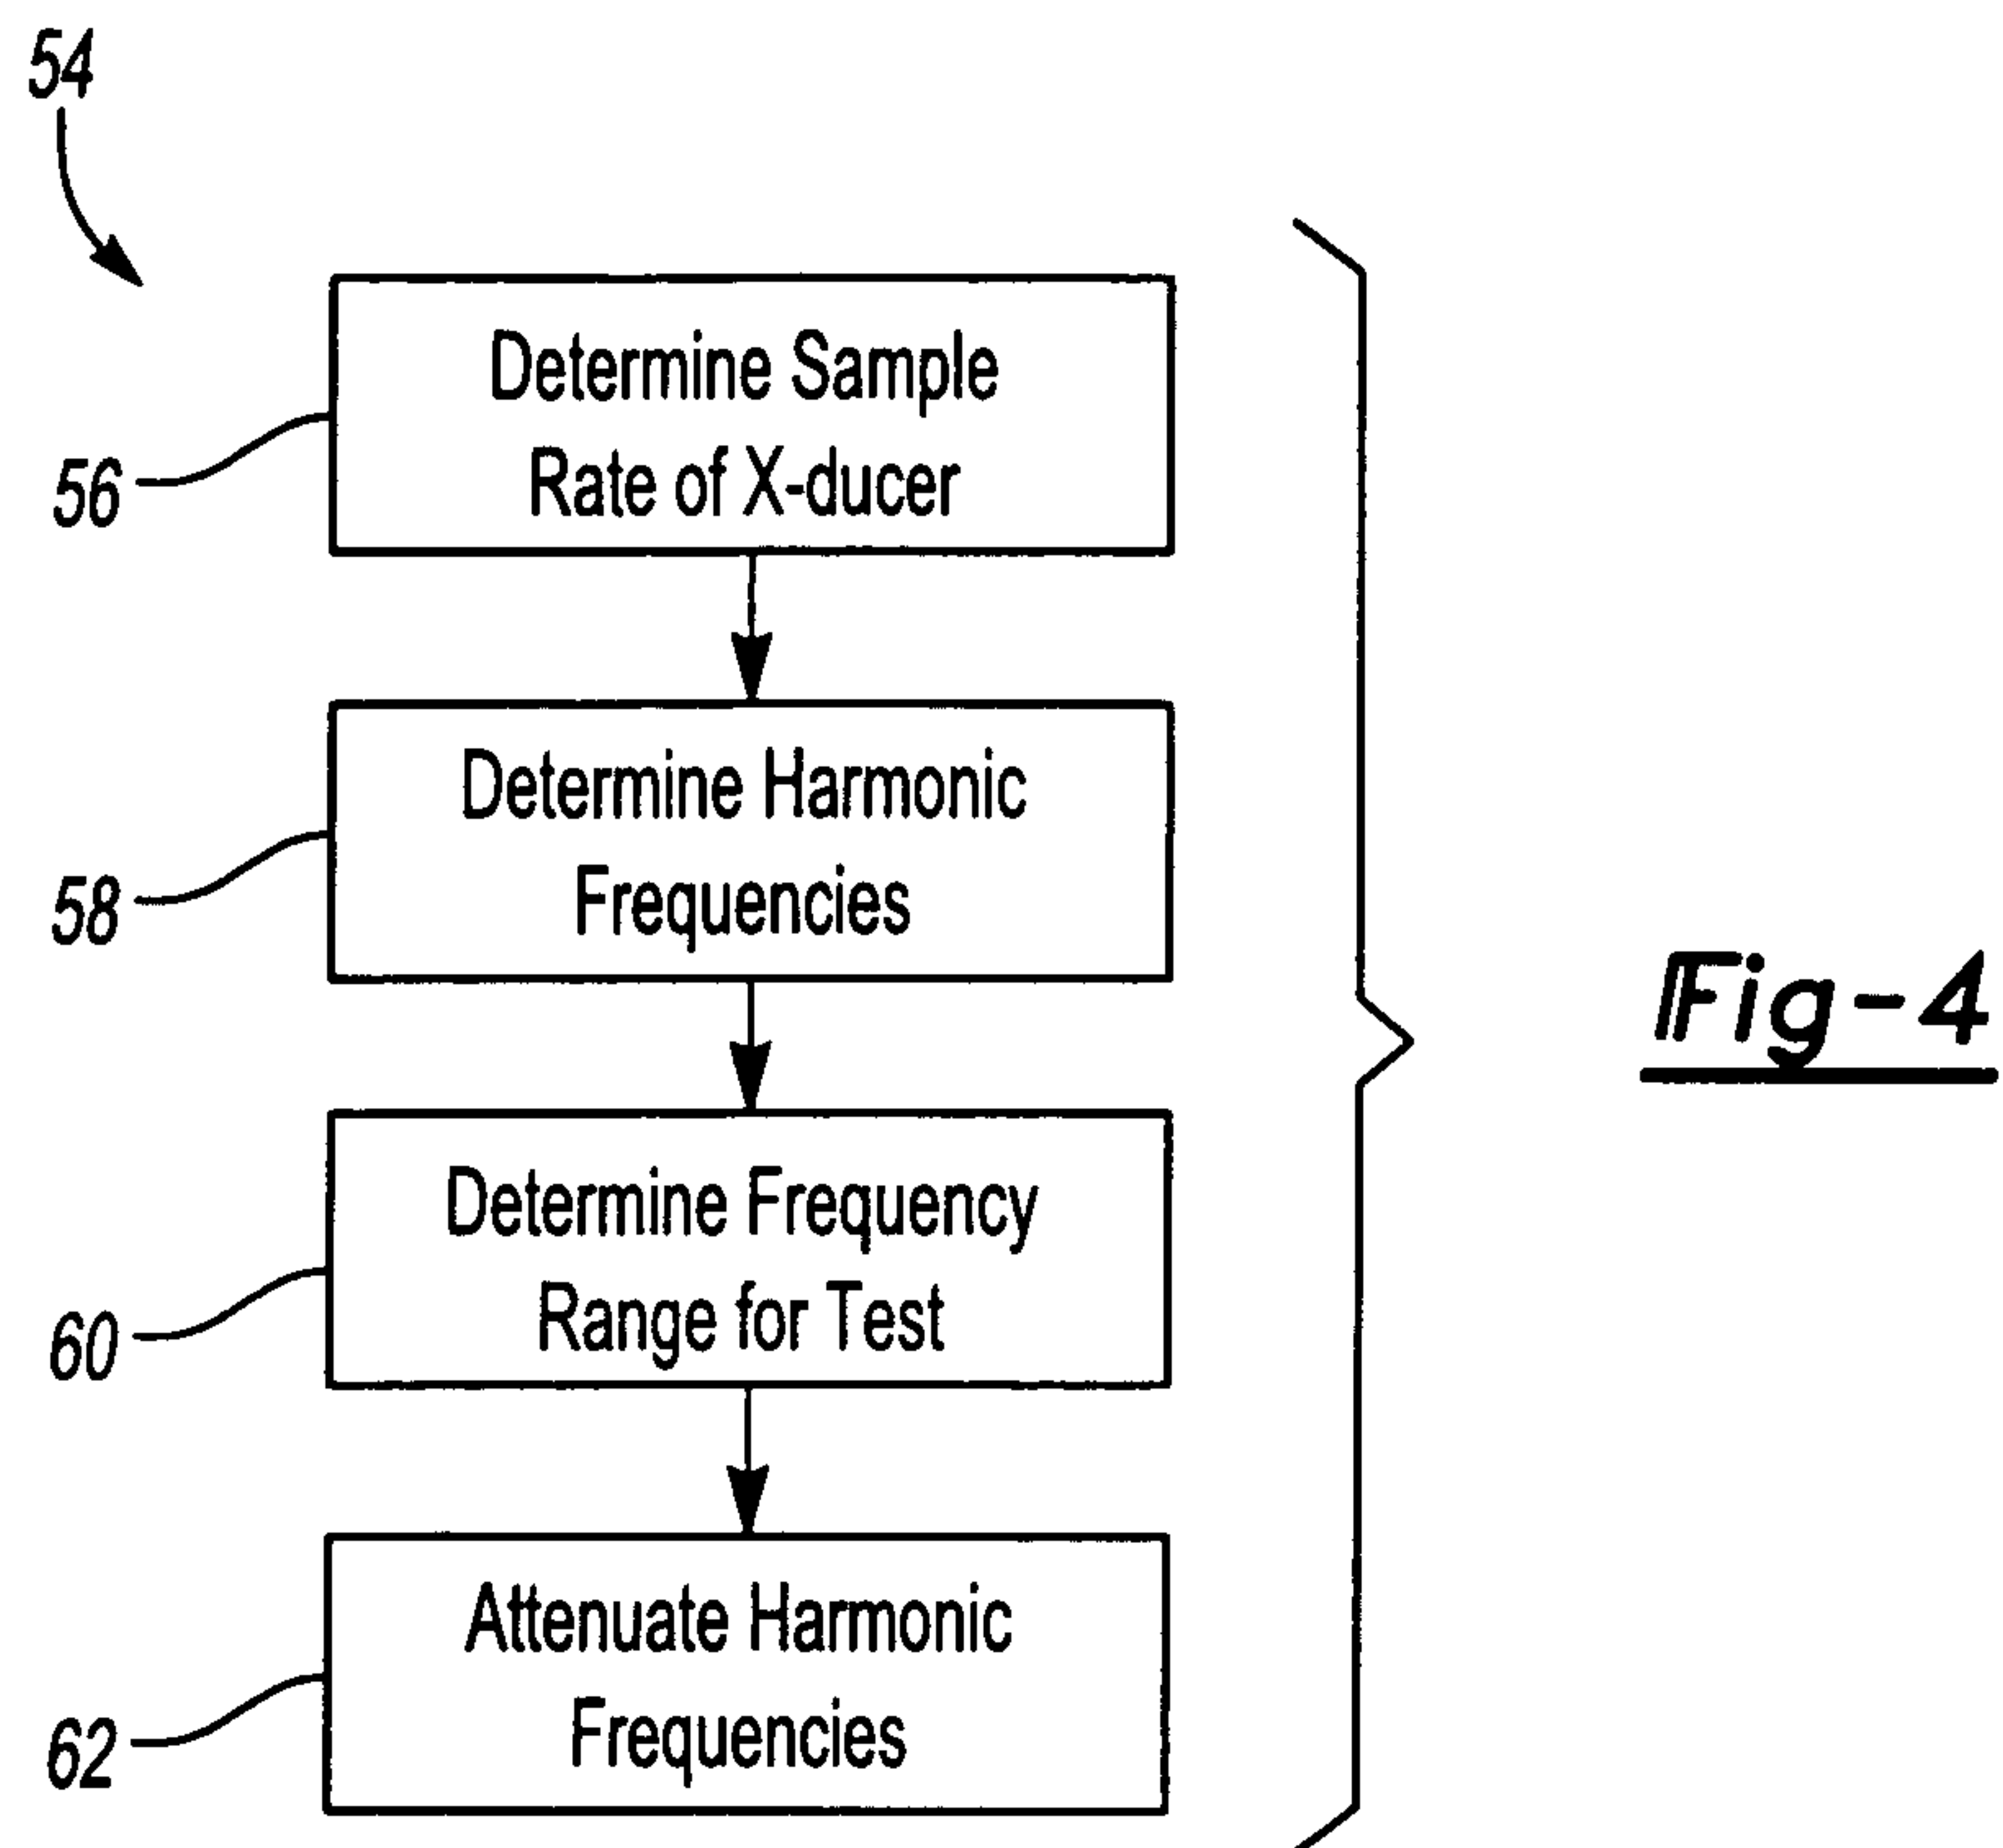 54
Determine Sample
Rate of X-ducer
56
Determine Harmonic
Frequencies
58
Determine Frequency
Range for Test
60
Attenuate Harmonic
Frequencies
62
Fig-4